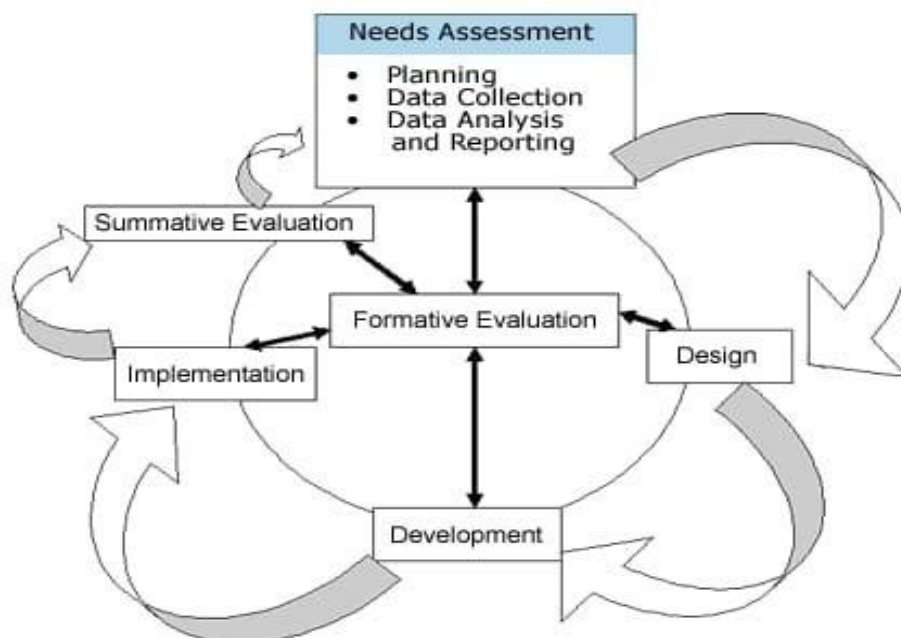 Needs Assessment
• Planning
• Data Collection
• Data Analysis
and Reporting
Summative Evaluation
Formative Evaluation
Design
Implementation
Development